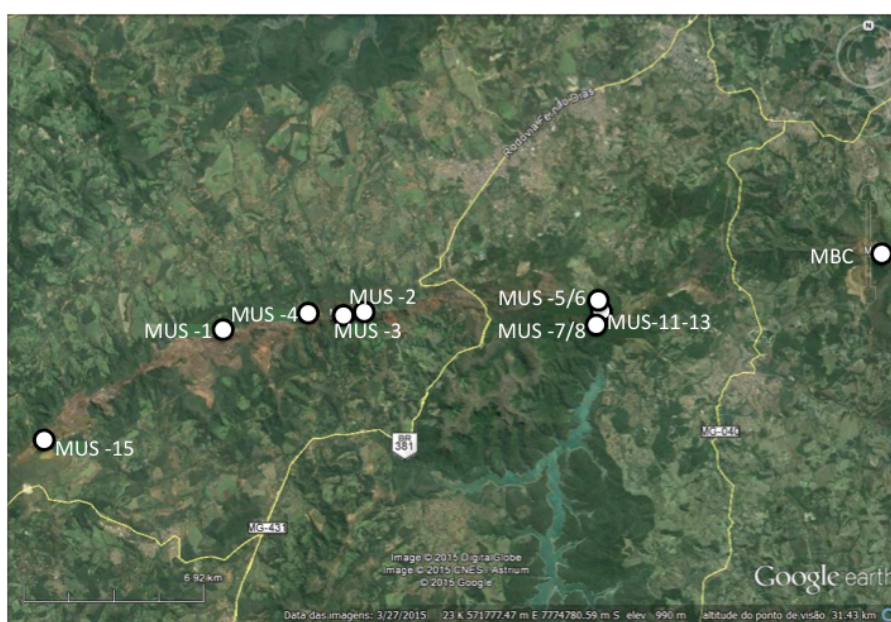 N
Rodovia Fernão Dias
MBC
MUS -2
MUS -5/6
MUS -4
MUS -1
MUS -3
MUS -7/8
MUS-11-13
MUS -15
BR
381
MG-040
MG-431
Image © 2015 DigitalGlobe
Image © 2015 CNES - Astrium
© 2015 Google
6.92 km
Google earth
Data das imagens: 3/27/2015 23 K 571777.47 m E 7774780.59 m S elev 990 m altitude do ponto de visão 31.43 km